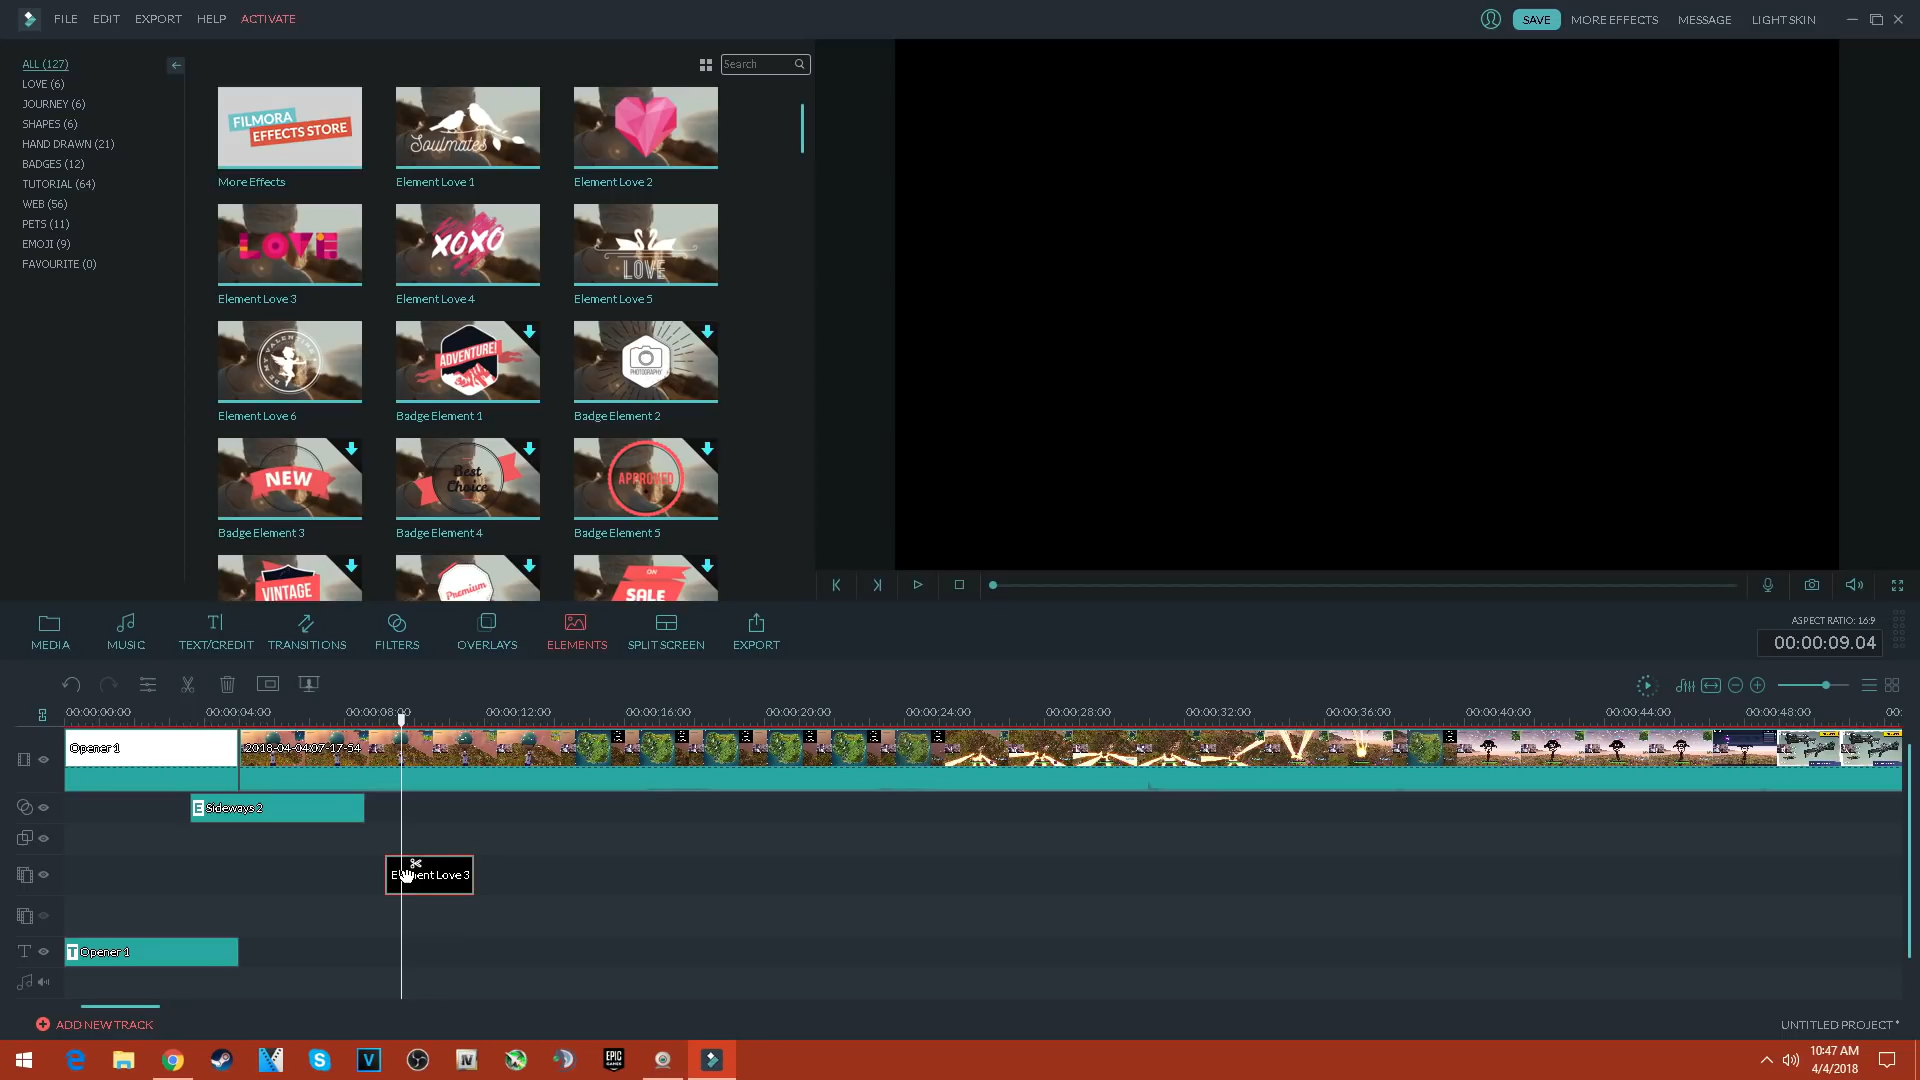 FILE EDIT EXPORT HELP ACTIVATE
SAVE MORE EFFECTS MESSAGE LIGHT SKIN
ALL (127)
LOVE (6)
JOURNEY (6)
SHAPES (6)
HAND DRAWN (21)
BADGES (12)
TUTORIAL (64)
WEB (56)
PETS (11)
EMOJI (9)
FAVOURITE (0)
Search
FILMORA
EFFECTS STORE
Soulmates
More Effects Element Love 1 Element Love 2
LOVE XOXO LOVE
Element Love 3 Element Love 4 Element Love 5
BE MY VALENTINE ADVENTURE! PHOTOGRAPHY
Element Love 6 Badge Element 1 Badge Element 2
NEW Best Choice APPROVED
Badge Element 3 Badge Element 4 Badge Element 5
VINTAGE Premium ON SALE
MEDIA MUSIC TEXT/CREDIT TRANSITIONS FILTERS OVERLAYS ELEMENTS SPLIT SCREEN EXPORT
ASPECT RATIO: 16:9
00:00:09.04
00:00:00:00 00:00:04:00 00:00:08:00 00:00:12:00 00:00:16:00 00:00:20:00 00:00:24:00 00:00:28:00 00:00:32:00 00:00:36:00 00:00:40:00 00:00:44:00 00:00:48:00 00:
Opener 1 2018-04-04 07-17-54
E Sideways 2
Element Love 3
T Opener 1
ADD NEW TRACK
UNTITLED PROJECT *
EPIC GAMES
10:47 AM
4/4/2018